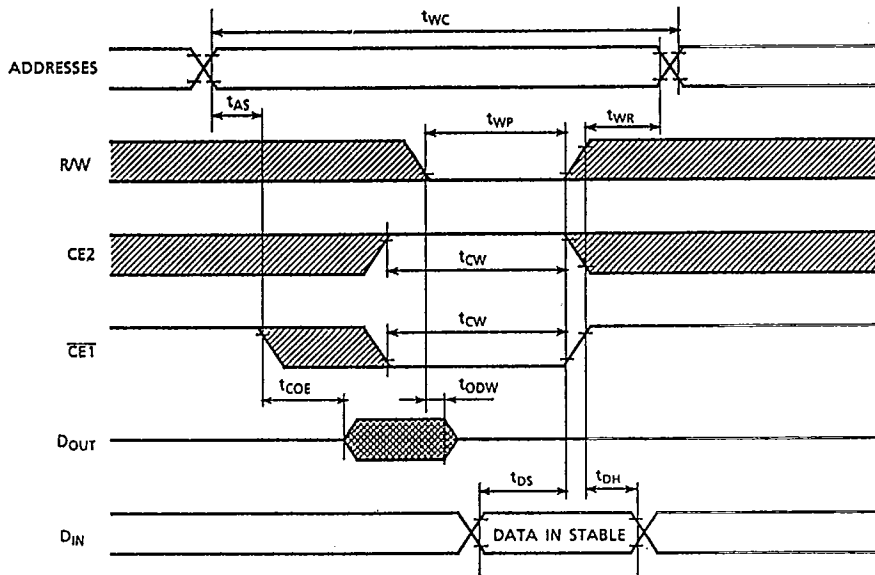 tWC
ADDRESSES
tAS
tWP
tWR
R/W
CE2
tCW
tCW
CE1
tCOE
tODW
DOUT
tDS
tDH
DIN
DATA IN STABLE